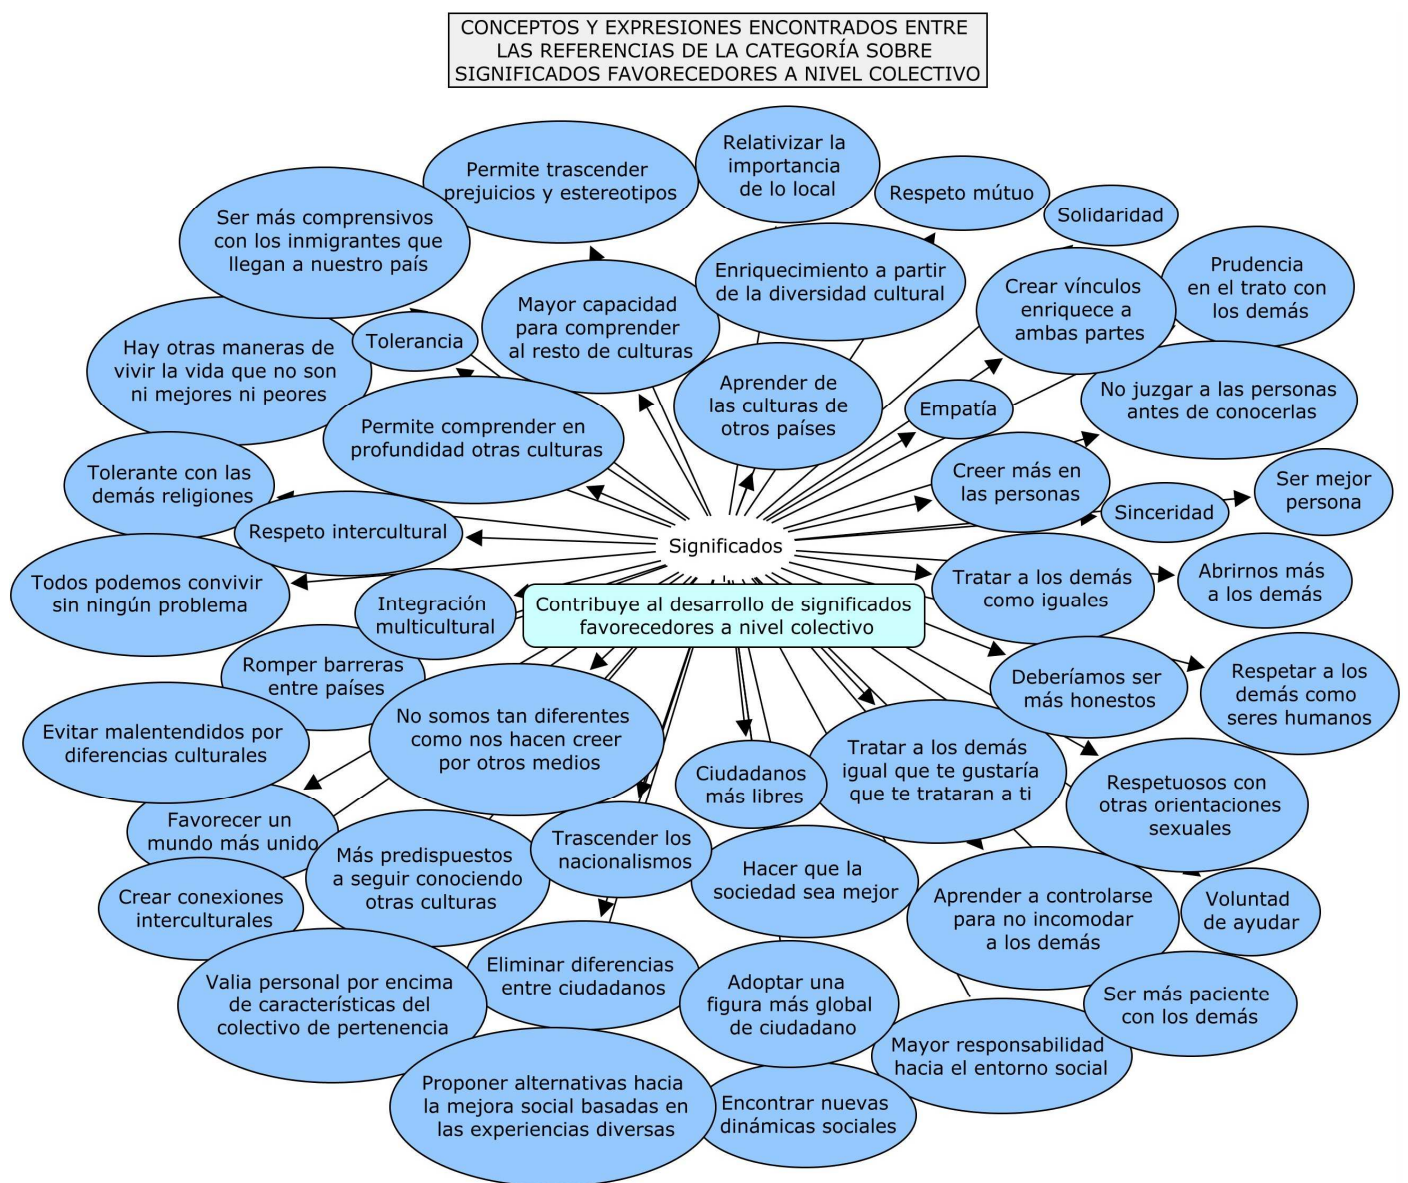 CONCEPTOS Y EXPRESIONES ENCONTRADOS ENTRE
LAS REFERENCIAS DE LA CATEGORÍA SOBRE
SIGNIFICADOS FAVORECEDORES A NIVEL COLECTIVO
Relativizar la
importancia
de lo local
Permite trascender
prejuicios y estereotipos
Respeto mútuo
Solidaridad
Ser más comprensivos
con los inmigrantes que
llegan a nuestro país
Enriquecimiento a partir
de la diversidad cultural
Crear vínculos
enriquece a
ambas partes
Prudencia
en el trato con
los demás
Mayor capacidad
para comprender
al resto de culturas
Tolerancia
Hay otras maneras de
vivir la vida que no son
ni mejores ni peores
Aprender de
las culturas de
otros países
Empatía
No juzgar a las personas
antes de conocerlas
Permite comprender en
profundidad otras culturas
Tolerante con las
demás religiones
Creer más en
las personas
Ser mejor
persona
Sinceridad
Respeto intercultural
Significados
Todos podemos convivir
sin ningún problema
Tratar a los demás
como iguales
Abrirnos más
a los demás
Integración
multicultural
Contribuye al desarrollo de significados
favorecedores a nivel colectivo
Romper barreras
entre países
Deberíamos ser
más honestos
Respetar a los
demás como
seres humanos
Evitar malentendidos por
diferencias culturales
No somos tan diferentes
como nos hacen creer
por otros medios
Ciudadanos
más libres
Tratar a los demás
igual que te gustaría
que te trataran a ti
Respetuosos con
otras orientaciones
sexuales
Favorecer un
mundo más unido
Trascender los
nacionalismos
Más predispuestos
a seguir conociendo
otras culturas
Hacer que la
sociedad sea mejor
Crear conexiones
interculturales
Aprender a controlarse
para no incomodar
a los demás
Voluntad
de ayudar
Eliminar diferencias
entre ciudadanos
Valia personal por encima
de características del
colectivo de pertenencia
Adoptar una
figura más global
de ciudadano
Ser más paciente
con los demás
Mayor responsabilidad
hacia el entorno social
Proponer alternativas hacia
la mejora social basadas en
las experiencias diversas
Encontrar nuevas
dinámicas sociales